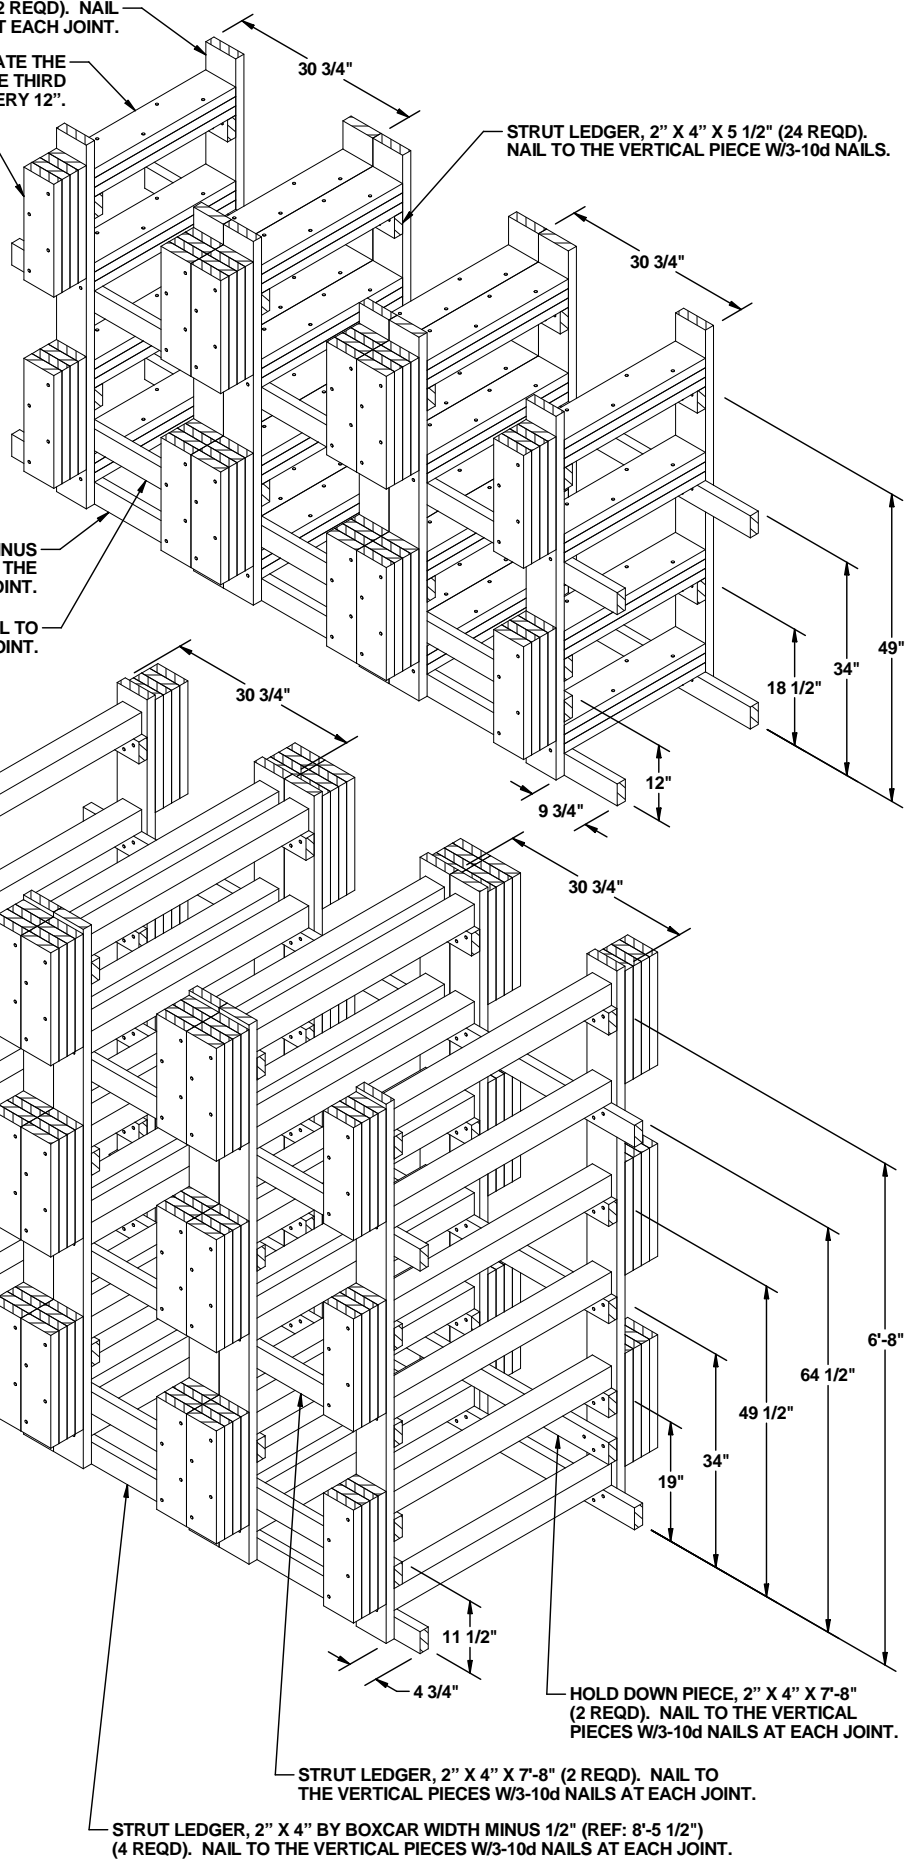 2 REQD). NAIL
AT EACH JOINT.
ATE THE
E THIRD
ERY 12”.
30 3/4"
STRUT LEDGER, 2” X 4” X 5 1/2" (24 REQD).
NAIL TO THE VERTICAL PIECE W/3-10d NAILS.
30 3/4"
INUS
THE
OINT.
L TO
OINT.
49"
34"
18 1/2"
12"
9 3/4"
30 3/4"
30 3/4"
6'-8"
64 1/2"
49 1/2"
34"
19"
11 1/2"
4 3/4"
HOLD DOWN PIECE, 2” X 4” X 7'-8"
(2 REQD). NAIL TO THE VERTICAL
PIECES W/3-10d NAILS AT EACH JOINT.
STRUT LEDGER, 2” X 4” X 7'-8" (2 REQD). NAIL TO
THE VERTICAL PIECES W/3-10d NAILS AT EACH JOINT.
STRUT LEDGER, 2” X 4” BY BOXCAR WIDTH MINUS 1/2" (REF: 8'-5 1/2")
(4 REQD). NAIL TO THE VERTICAL PIECES W/3-10d NAILS AT EACH JOINT.